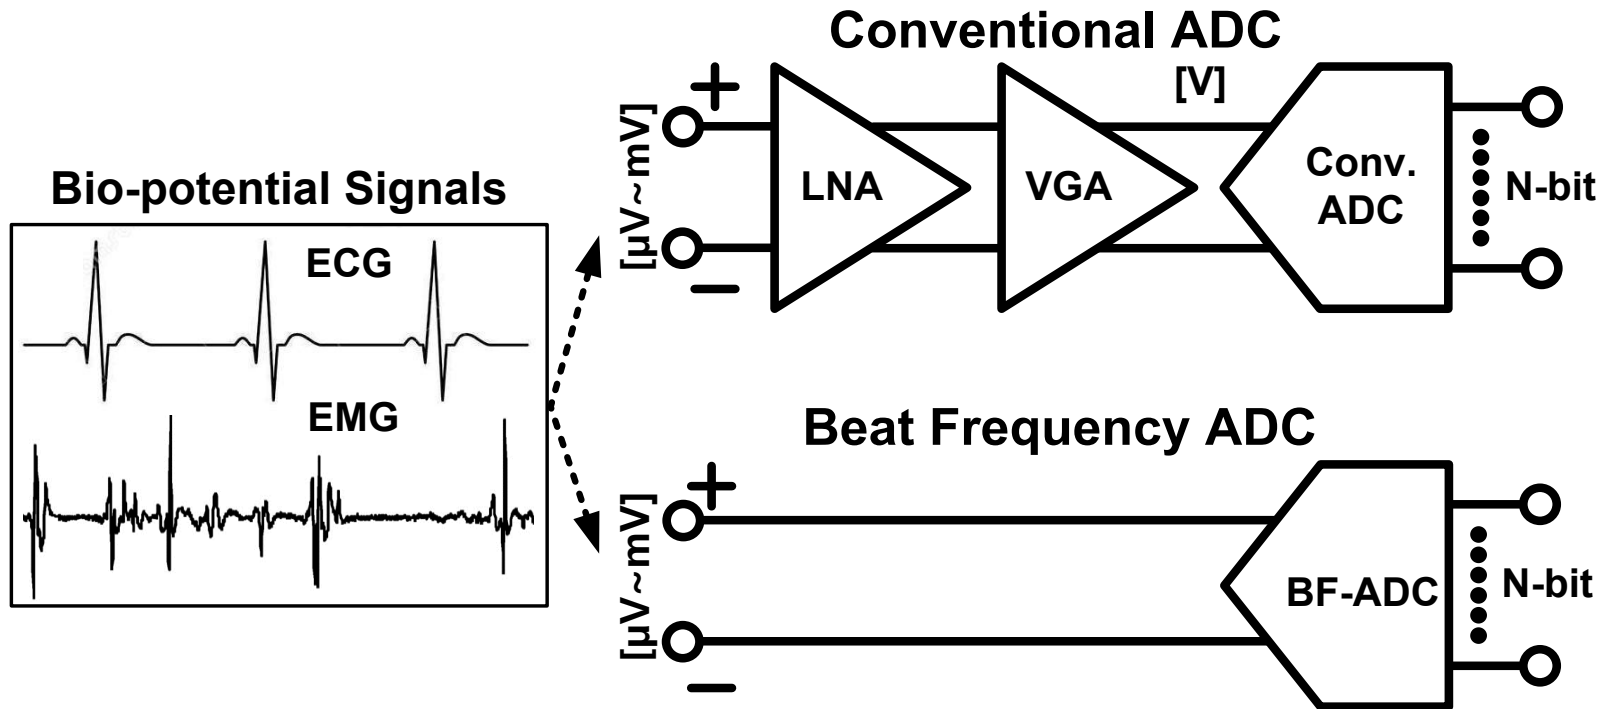 Conventional ADC
[V]
[µV~mV]
+
−
LNA
VGA
Conv.
ADC
N-bit
Bio-potential Signals
ECG
EMG
Beat Frequency ADC
[µV~mV]
+
−
BF-ADC
N-bit